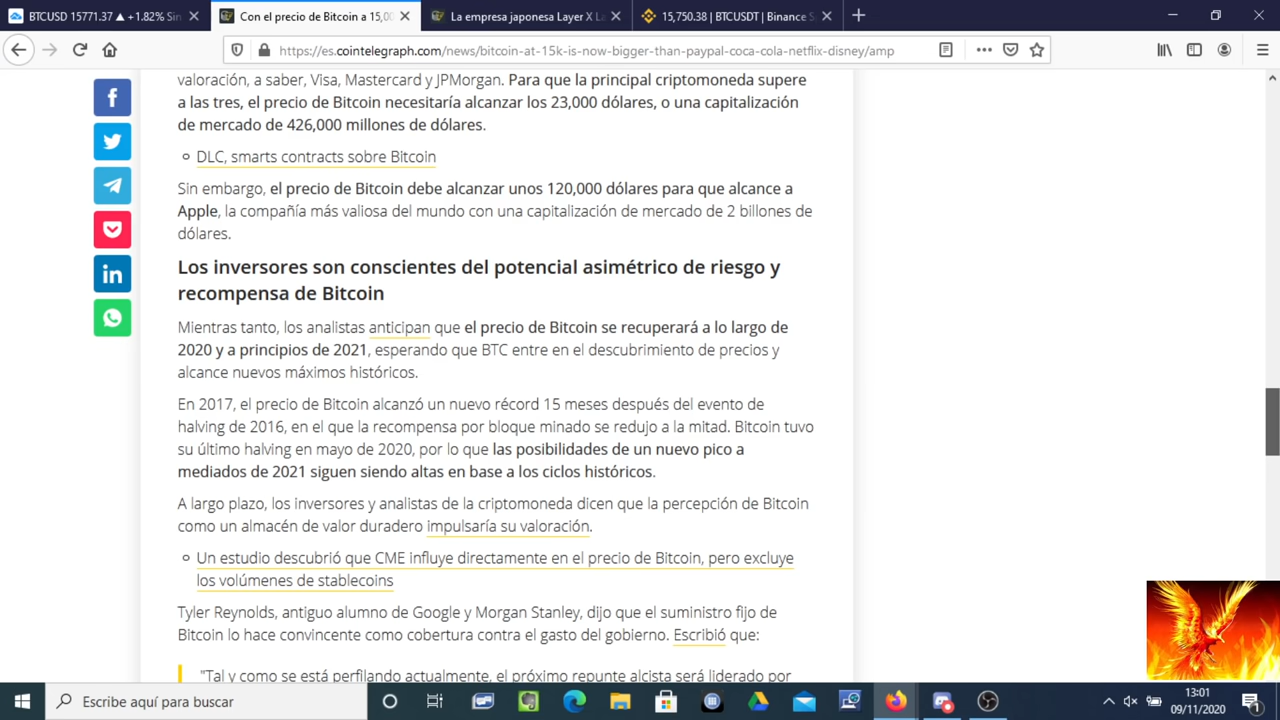 BTCUSD 15771.37 ▲ +1.82% Sin
Con el precio de Bitcoin a 15,00
La empresa japonesa Layer X La
15,750.38 | BTCUSDT | Binance S
https://es.cointelegraph.com/news/bitcoin-at-15k-is-now-bigger-than-paypal-coca-cola-netflix-disney/amp
valoración, a saber, Visa, Mastercard y JPMorgan. Para que la principal criptomoneda supere
a las tres, el precio de Bitcoin necesitaría alcanzar los 23,000 dólares, o una capitalización
de mercado de 426,000 millones de dólares.
DLC, smarts contracts sobre Bitcoin
Sin embargo, el precio de Bitcoin debe alcanzar unos 120,000 dólares para que alcance a
Apple, la compañía más valiosa del mundo con una capitalización de mercado de 2 billones de
dólares.
Los inversores son conscientes del potencial asimétrico de riesgo y
recompensa de Bitcoin
Mientras tanto, los analistas anticipan que el precio de Bitcoin se recuperará a lo largo de
2020 y a principios de 2021, esperando que BTC entre en el descubrimiento de precios y
alcance nuevos máximos históricos.
En 2017, el precio de Bitcoin alcanzó un nuevo récord 15 meses después del evento de
halving de 2016, en el que la recompensa por bloque minado se redujo a la mitad. Bitcoin tuvo
su último halving en mayo de 2020, por lo que las posibilidades de un nuevo pico a
mediados de 2021 siguen siendo altas en base a los ciclos históricos.
A largo plazo, los inversores y analistas de la criptomoneda dicen que la percepción de Bitcoin
como un almacén de valor duradero impulsaría su valoración.
Un estudio descubrió que CME influye directamente en el precio de Bitcoin, pero excluye
los volúmenes de stablecoins
Tyler Reynolds, antiguo alumno de Google y Morgan Stanley, dijo que el suministro fijo de
Bitcoin lo hace convincente como cobertura contra el gasto del gobierno. Escribió que:
"Tal y como se está perfilando actualmente, el próximo repunte alcista será liderado por
Escribe aquí para buscar
13:01
09/11/2020